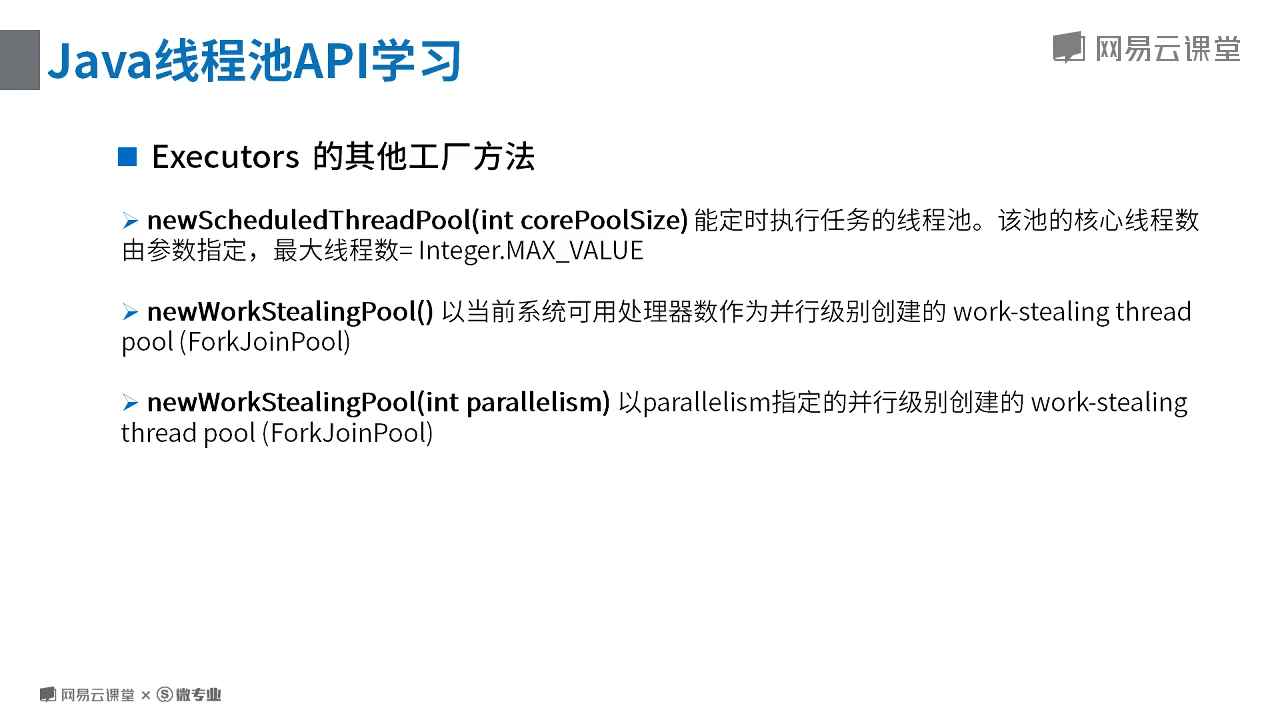 Java线程池API学习
网易云课堂
Executors 的其他工厂方法
newScheduledThreadPool(int corePoolSize) 能定时执行任务的线程池。该池的核心线程数
由参数指定，最大线程数= Integer.MAX_VALUE
newWorkStealingPool() 以当前系统可用处理器数作为并行级别创建的 work-stealing thread
pool (ForkJoinPool)
newWorkStealingPool(int parallelism) 以parallelism指定的并行级别创建的 work-stealing
thread pool (ForkJoinPool)
网易云课堂 × Ⓢ微专业